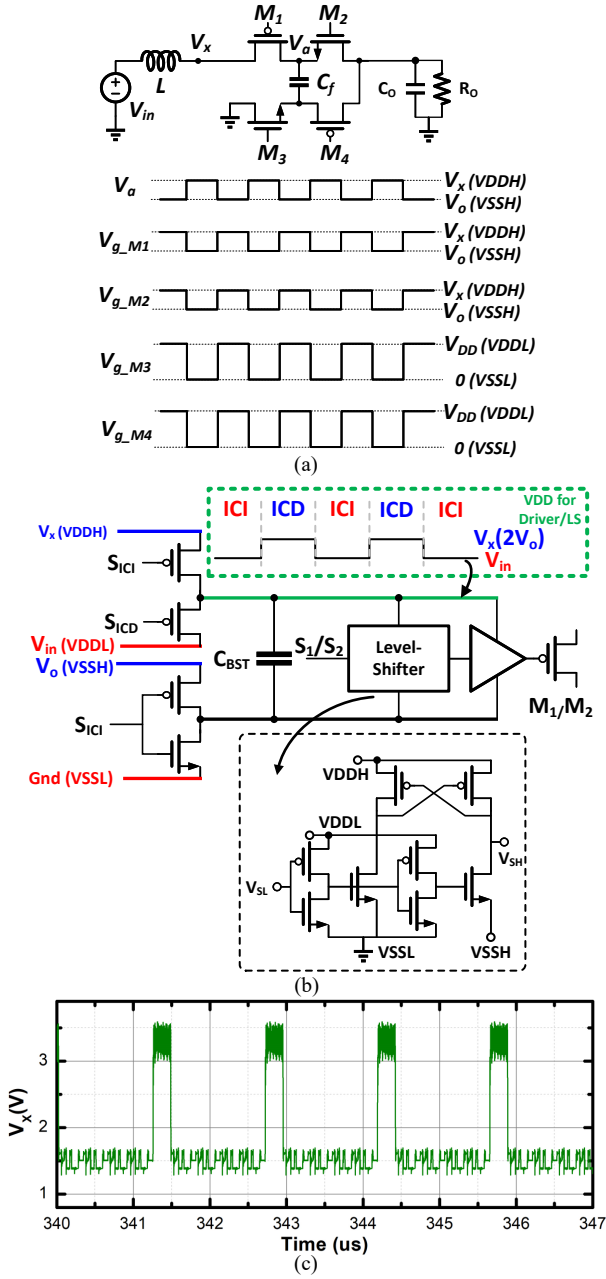 M1 M2
Vx Va
L Cf CO RO
Vin
M3 M4
Va Vx (VDDH)
Vo (VSSH)
Vg_M1 Vx (VDDH)
Vo (VSSH)
Vg_M2 Vx (VDDH)
Vo (VSSH)
Vg_M3 VDD (VDDL)
0 (VSSL)
Vg_M4 VDD (VDDL)
0 (VSSL)
(a)
ICI ICD ICI ICD ICI
VDD for
Driver/LS
Vx(2Vo)
Vin
Vx (VDDH)
SICI
SICD
Vin (VDDL)
Vo (VSSH)
SICI
Gnd (VSSL)
CBST
S1/S2
Level-
Shifter
M1/M2
VDDH
VDDL
VSL
VSH
VSSL
VSSH
(b)
Vx(V)
3
2
1
340 341 342 343 344 345 346 347
Time (us)
(c)